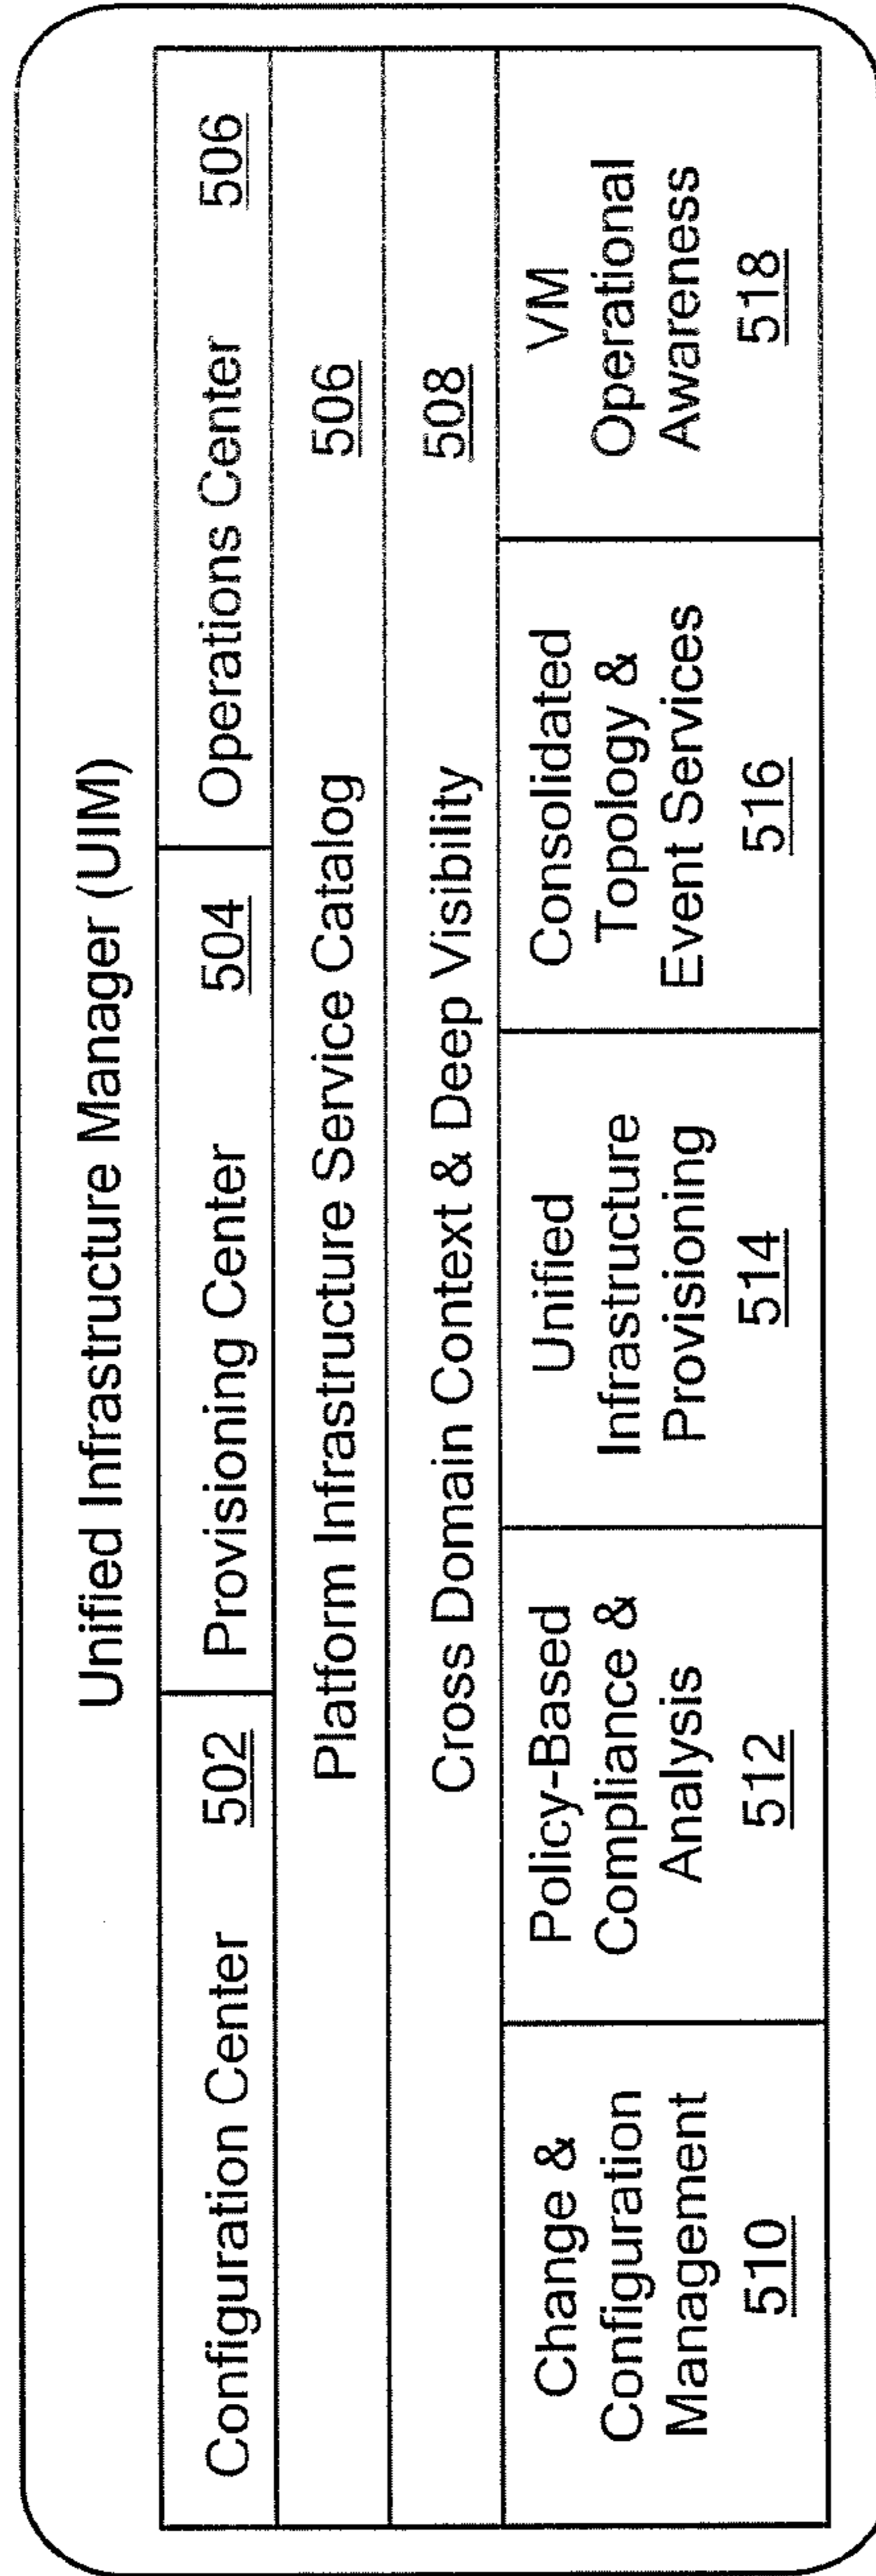 Unified Infrastructure Manager (UIM)
Configuration Center 502
Provisioning Center 504
Operations Center 506
Platform Infrastructure Service Catalog 506
Cross Domain Context & Deep Visibility 508
Change &
Configuration
Management
510
Policy-Based
Compliance &
Analysis
512
Unified
Infrastructure
Provisioning
514
Consolidated
Topology &
Event Services
516
VM
Operational
Awareness
518